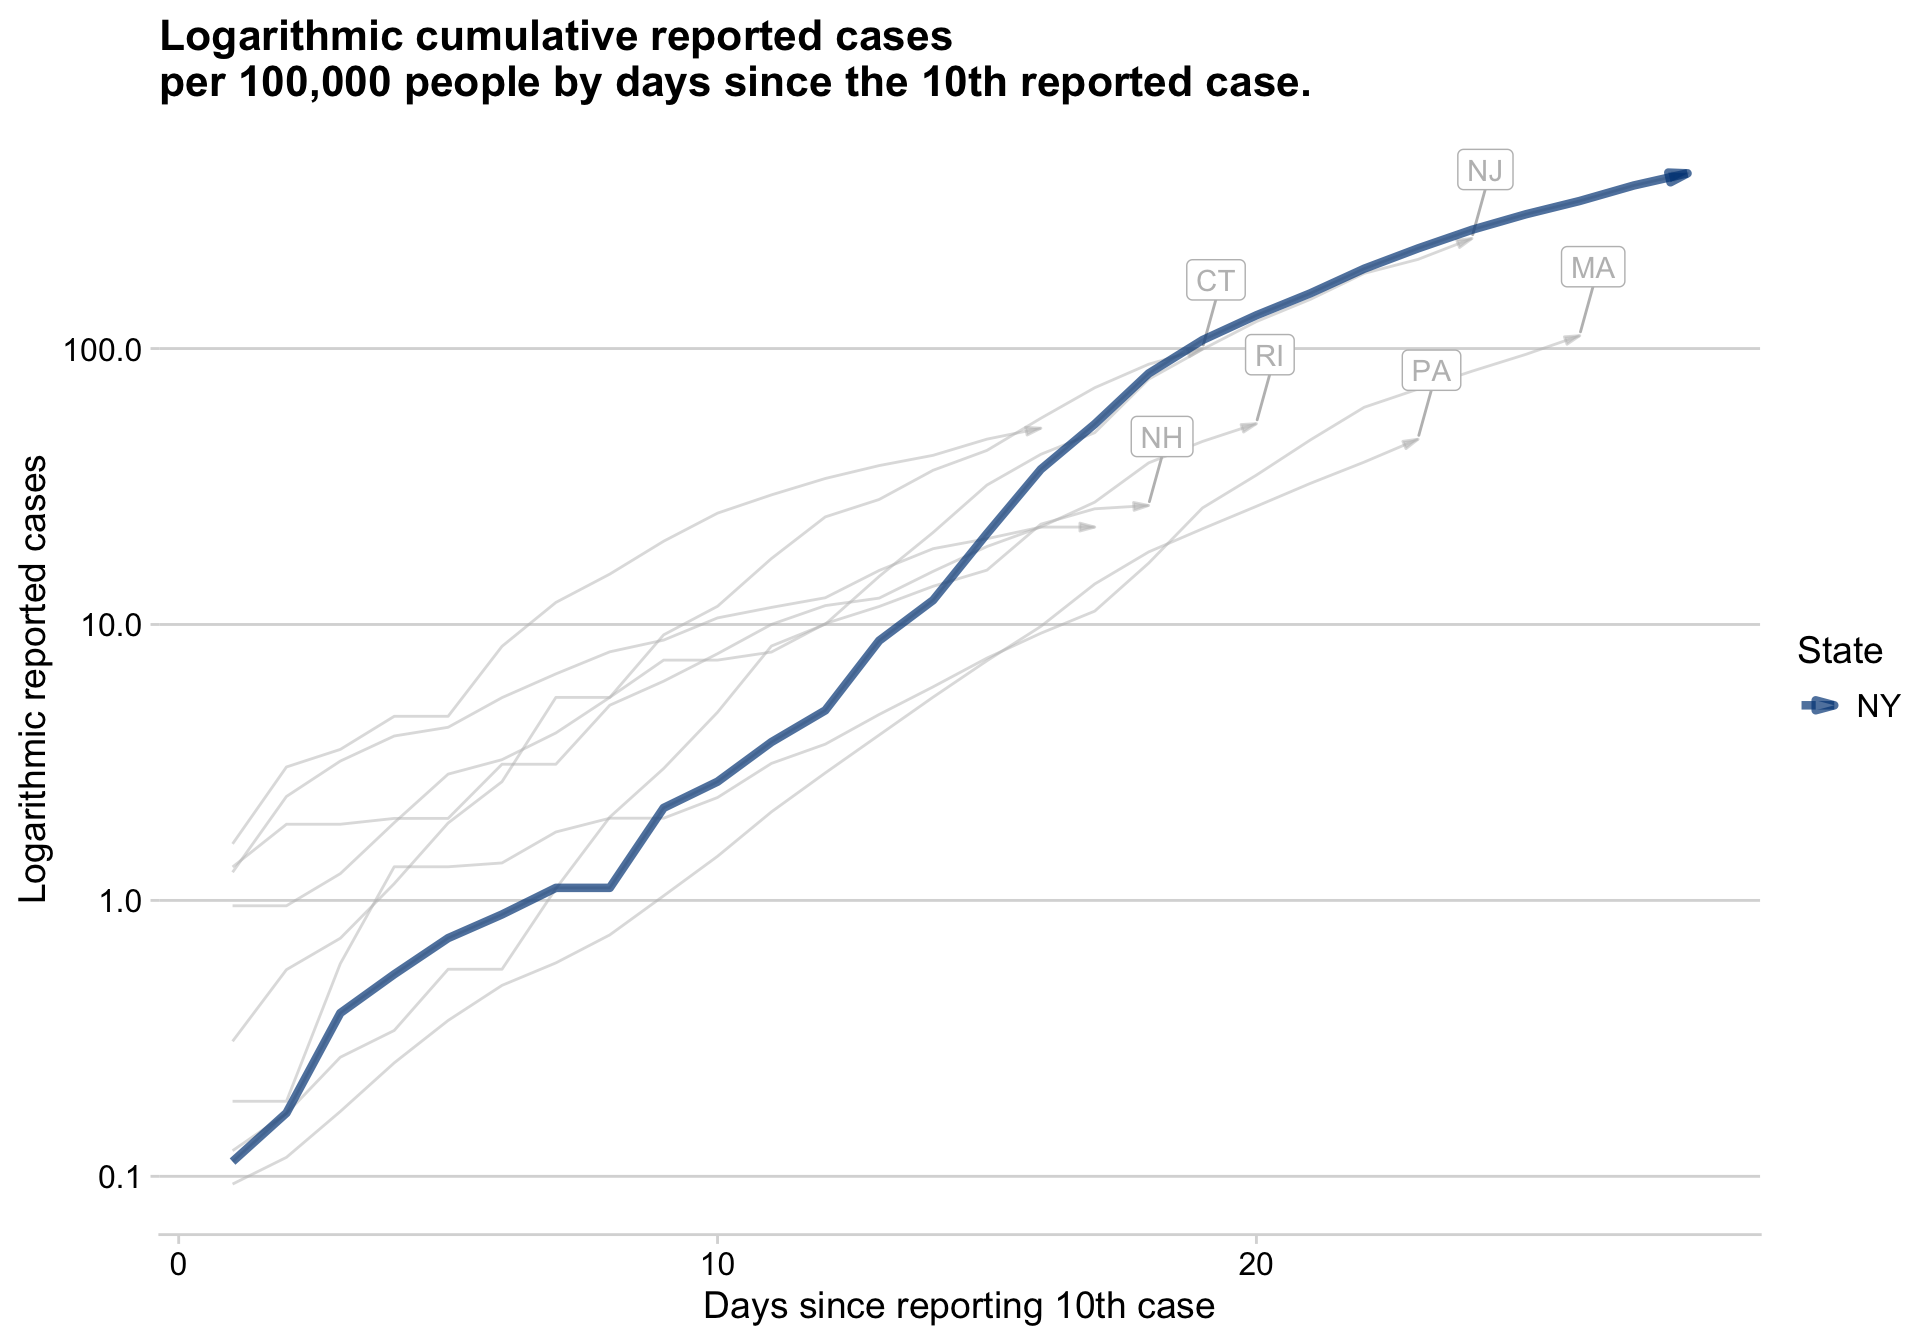 Logarithmic cumulative reported cases
per 100,000 people by days since the 10th reported case.
NJ
MA
CT
RI
PA
NH
100.0
10.0
1.0
0.1
Logarithmic reported cases
State
NY
0
10
20
Days since reporting 10th case